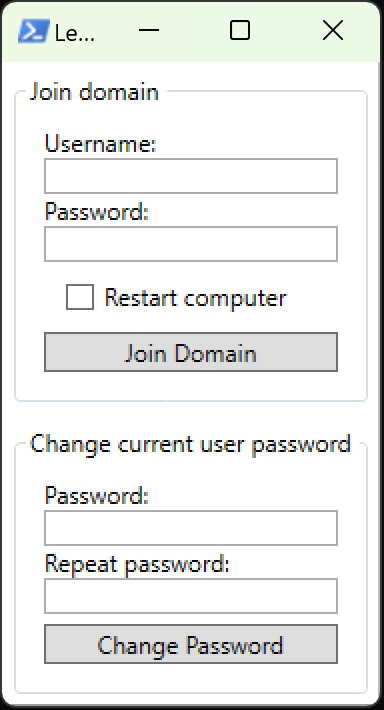 Le...
Join domain
Username:
Password:
Restart computer
Join Domain
Change current user password
Password:
Repeat password:
Change Password